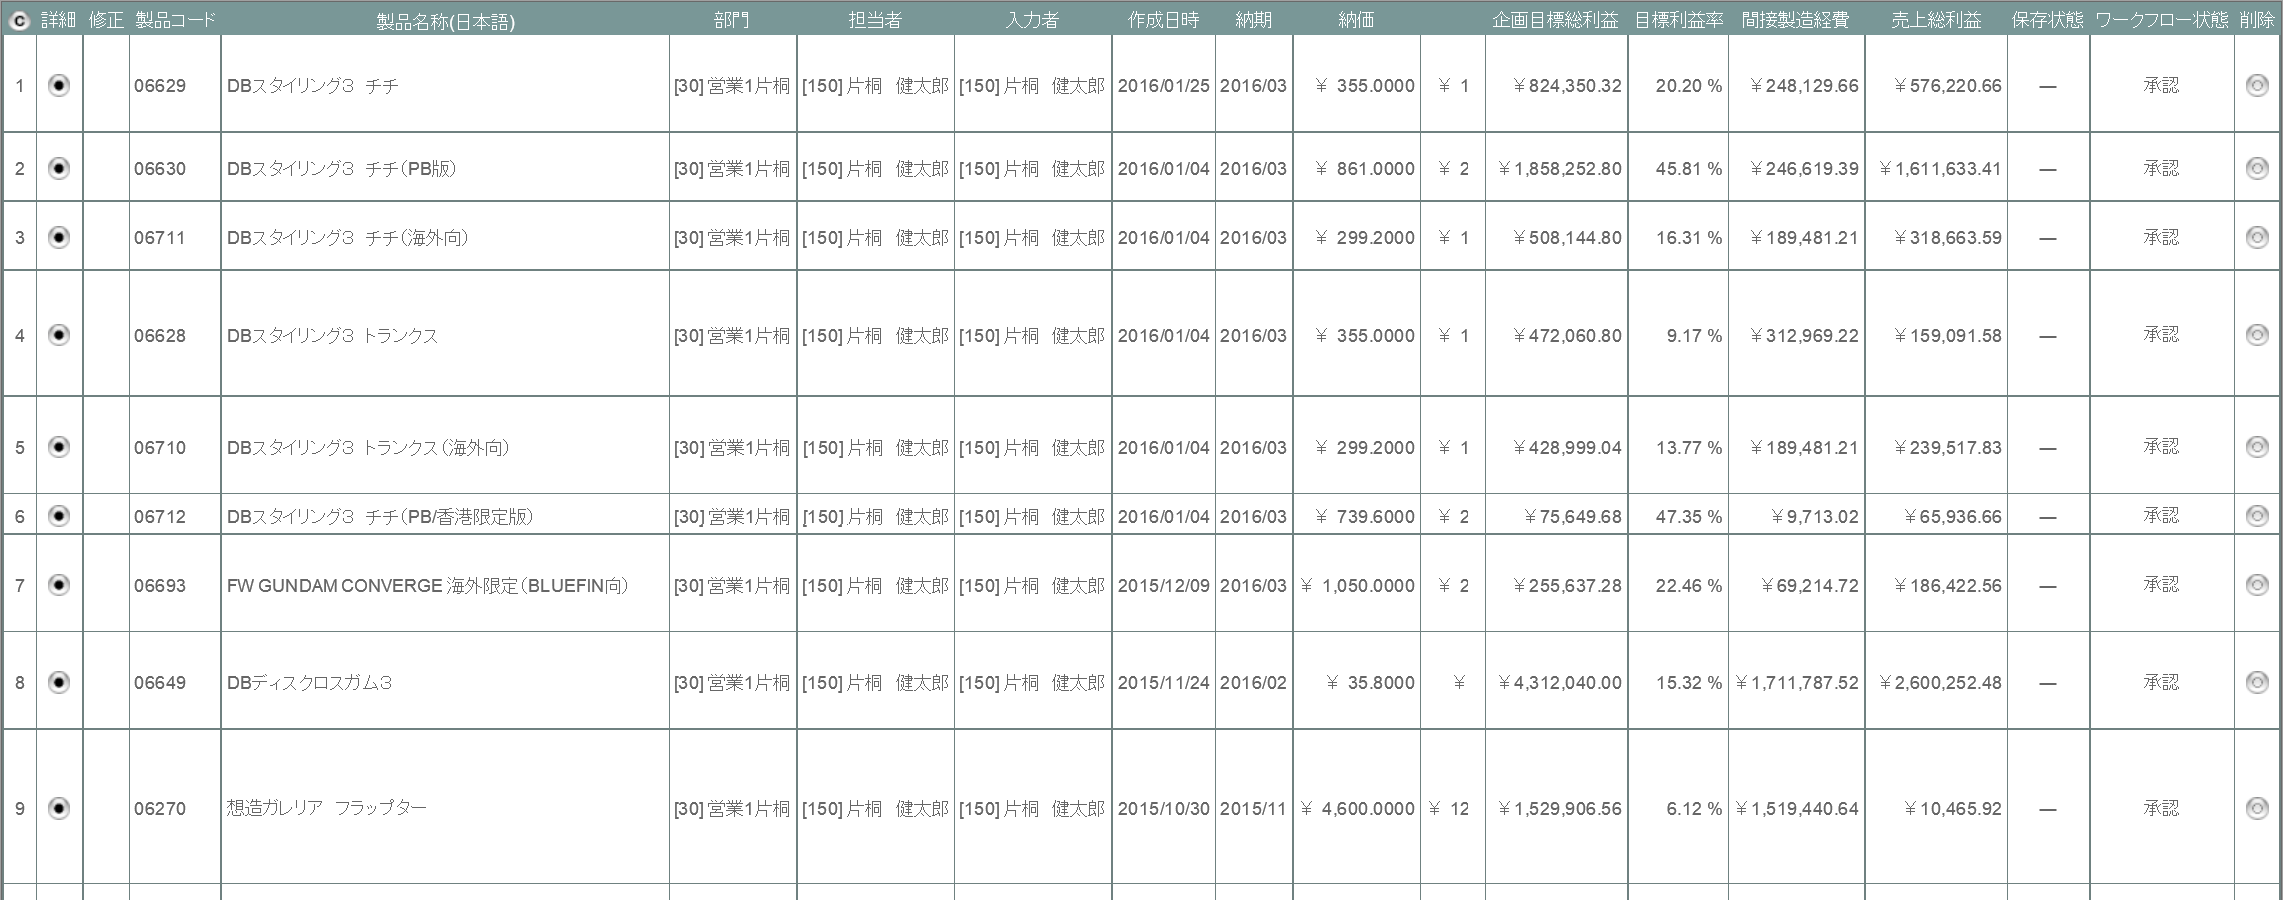 C 詳細 修正 製品コード 製品名称(日本語) 部門 担当者 入力者 作成日時 納期 納価 企画目標総利益 目標利益率 間接製造経費 売上総利益 保存状態 ワークフロー状態 削除
1 06629 DBスタイリング3 チチ [30] 営業1片桐 [150] 片桐 健太郎 [150] 片桐 健太郎 2016/01/25 2016/03 ¥ 355.0000 ¥ 1 ¥824,350.32 20.20 % ¥248,129.66 ¥576,220.66 ― 承認
2 06630 DBスタイリング3 チチ(PB版) [30] 営業1片桐 [150] 片桐 健太郎 [150] 片桐 健太郎 2016/01/04 2016/03 ¥ 861.0000 ¥ 2 ¥1,858,252.80 45.81 % ¥246,619.39 ¥1,611,633.41 ― 承認
3 06711 DBスタイリング3 チチ(海外向) [30] 営業1片桐 [150] 片桐 健太郎 [150] 片桐 健太郎 2016/01/04 2016/03 ¥ 299.2000 ¥ 1 ¥508,144.80 16.31 % ¥189,481.21 ¥318,663.59 ― 承認
4 06628 DBスタイリング3 トランクス [30] 営業1片桐 [150] 片桐 健太郎 [150] 片桐 健太郎 2016/01/04 2016/03 ¥ 355.0000 ¥ 1 ¥472,060.80 9.17 % ¥312,969.22 ¥159,091.58 ― 承認
5 06710 DBスタイリング3 トランクス(海外向) [30] 営業1片桐 [150] 片桐 健太郎 [150] 片桐 健太郎 2016/01/04 2016/03 ¥ 299.2000 ¥ 1 ¥428,999.04 13.77 % ¥189,481.21 ¥239,517.83 ― 承認
6 06712 DBスタイリング3 チチ(PB/香港限定版) [30] 営業1片桐 [150] 片桐 健太郎 [150] 片桐 健太郎 2016/01/04 2016/03 ¥ 739.6000 ¥ 2 ¥75,649.68 47.35 % ¥9,713.02 ¥65,936.66 ― 承認
7 06693 FW GUNDAM CONVERGE 海外限定(BLUEFIN向) [30] 営業1片桐 [150] 片桐 健太郎 [150] 片桐 健太郎 2015/12/09 2016/03 ¥ 1,050.0000 ¥ 2 ¥255,637.28 22.46 % ¥69,214.72 ¥186,422.56 ― 承認
8 06649 DBディスクロスガム3 [30] 営業1片桐 [150] 片桐 健太郎 [150] 片桐 健太郎 2015/11/24 2016/02 ¥ 35.8000 ¥ ¥4,312,040.00 15.32 % ¥1,711,787.52 ¥2,600,252.48 ― 承認
9 06270 想造ガレリア フラップター [30] 営業1片桐 [150] 片桐 健太郎 [150] 片桐 健太郎 2015/10/30 2015/11 ¥ 4,600.0000 ¥ 12 ¥1,529,906.56 6.12 % ¥1,519,440.64 ¥10,465.92 ― 承認